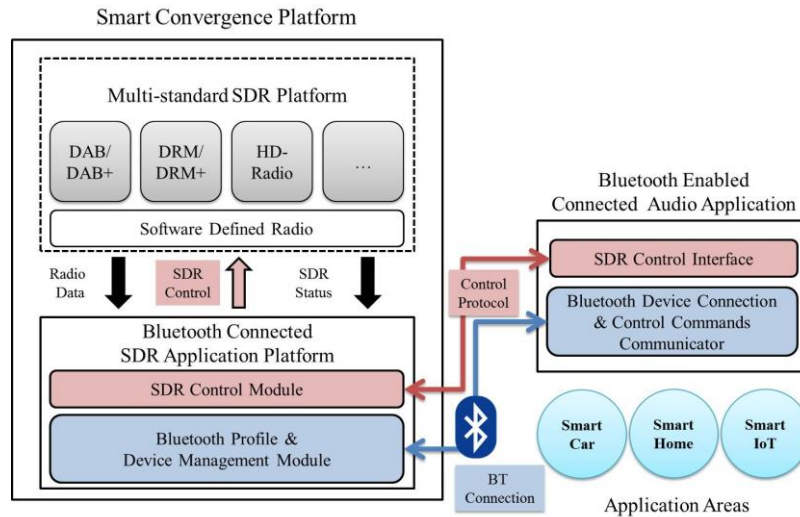 Smart Convergence Platform
Multi-standard SDR Platform
DAB/
DAB+
DRM/
DRM+
HD-
Radio
...
Software Defined Radio
Radio
Data
SDR
Control
SDR
Status
Bluetooth Connected
SDR Application Platform
SDR Control Module
Bluetooth Profile &
Device Management Module
Control
Protocol
BT
Connection
Bluetooth Enabled
Connected Audio Application
SDR Control Interface
Bluetooth Device Connection
& Control Commands
Communicator
Smart
Car
Smart
Home
Smart
IoT
Application Areas